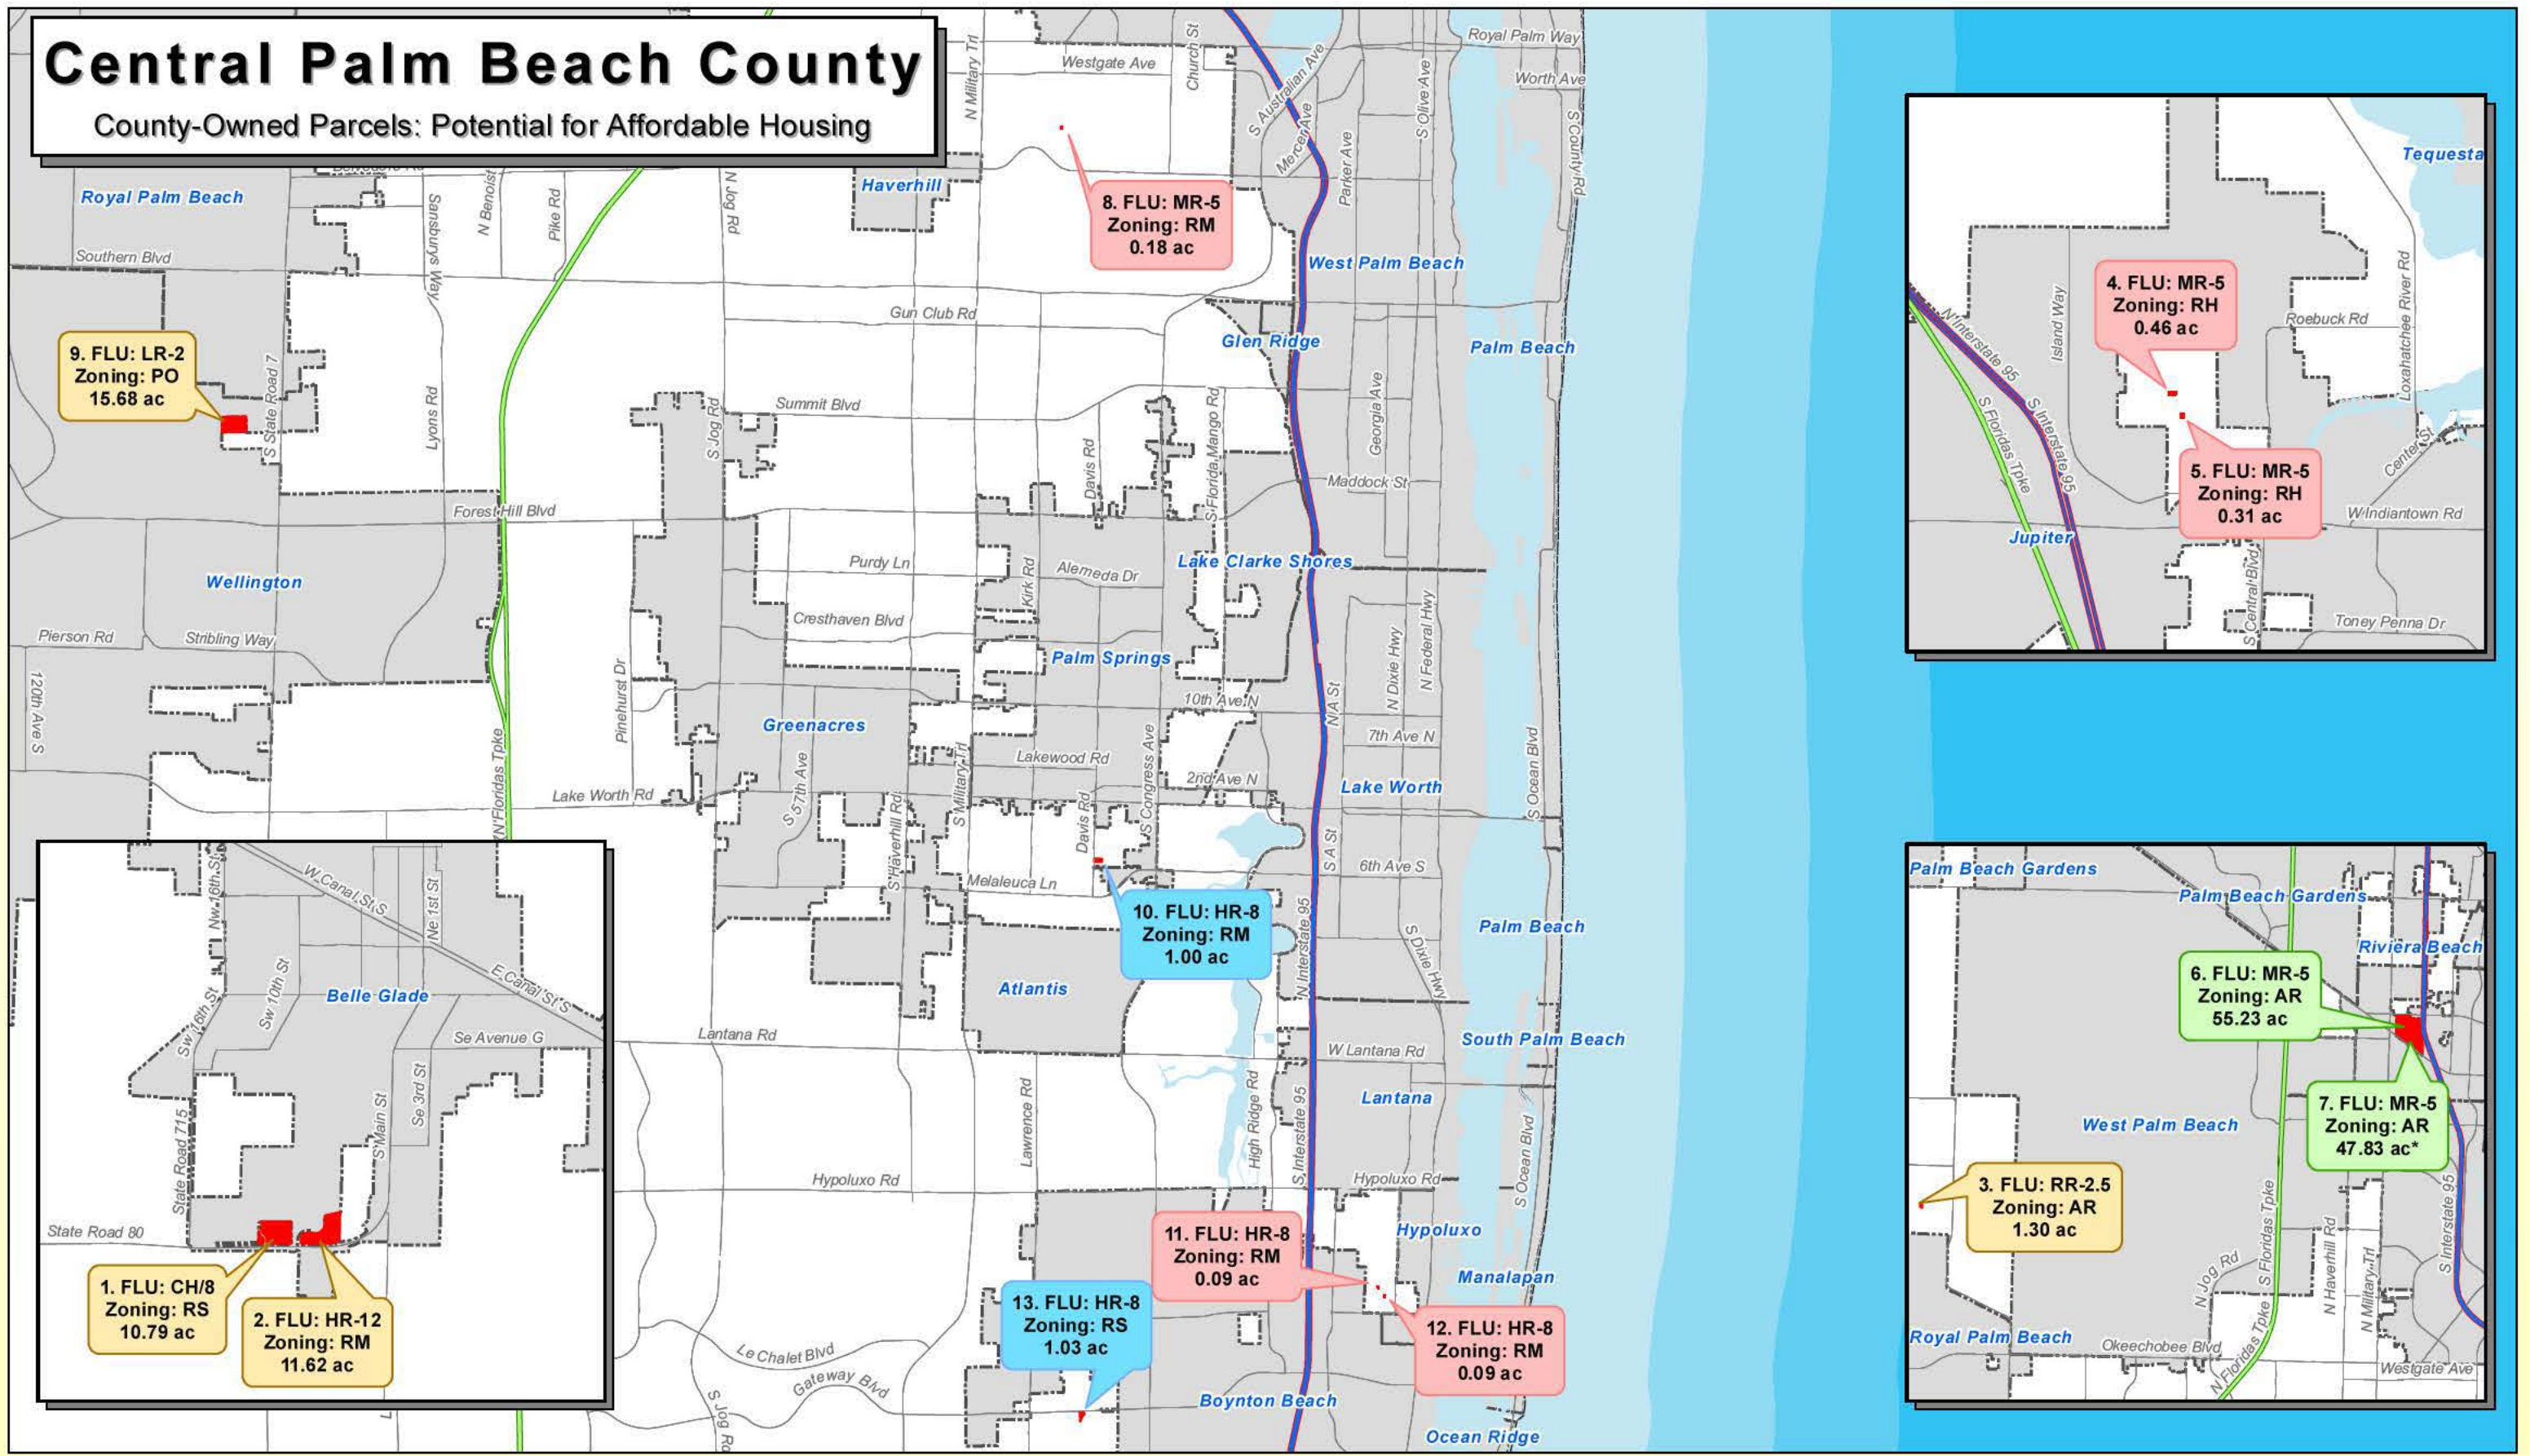 Central Palm Beach County
County-Owned Parcels: Potential for Affordable Housing
N Military Trl
Westgate Ave
Church St
S Australian Ave
Mercer Ave
Parker Ave
S Olive Ave
Royal Palm Way
Worth Ave
S County Rd
Royal Palm Beach
Sansburys Way
N Benoist
Pike Rd
N Jog Rd
Haverhill
8. FLU: MR-5
Zoning: RM
0.18 ac
Southern Blvd
West Palm Beach
Gun Club Rd
Glen Ridge
Palm Beach
9. FLU: LR-2
Zoning: PO
15.68 ac
S State Road 7
Lyons Rd
S Jog Rd
Summit Blvd
Davis Rd
S Florida Mango Rd
Georgia Ave
Maddock St
Forest Hill Blvd
Wellington
Purdy Ln
Kirk Rd
Alemeda Dr
Lake Clarke Shores
Cresthaven Blvd
N Dixie Hwy
N Federal Hwy
Pierson Rd
Stribling Way
Palm Springs
120th Ave S
Pinehurst Dr
10th Ave N
N A St
Greenacres
7th Ave N
N Floridas Tpke
S 57th Ave
S Military Trl
Lakewood Rd
S Congress Ave
2nd Ave N
Lake Worth
S Ocean Blvd
Lake Worth Rd
S Haverhill Rd
Davis Rd
S A St
6th Ave S
Melaleuca Ln
10. FLU: HR-8
Zoning: RM
1.00 ac
N Interstate 95
S Dixie Hwy
Palm Beach
Atlantis
Lantana Rd
W Lantana Rd
South Palm Beach
Lawrence Rd
High Ridge Rd
S Interstate 95
Lantana
S Ocean Blvd
Hypoluxo Rd
Hypoluxo Rd
11. FLU: HR-8
Zoning: RM
0.09 ac
Hypoluxo
Manalapan
13. FLU: HR-8
Zoning: RS
1.03 ac
12. FLU: HR-8
Zoning: RM
0.09 ac
Le Chalet Blvd
Gateway Blvd
S Jog Rd
Boynton Beach
Ocean Ridge
Nw 16th St
W Canal St S
Ne 1st St
Sw 10th St
Belle Glade
E Canal St S
Sw 16th St
Se Avenue G
State Road 715
S Main St
Se 3rd St
State Road 80
1. FLU: CH/8
Zoning: RS
10.79 ac
2. FLU: HR-12
Zoning: RM
11.62 ac
Tequesta
4. FLU: MR-5
Zoning: RH
0.46 ac
Island Way
Loxahatchee River Rd
Roebuck Rd
N Interstate 95
S Interstate 95
S Floridas Tpke
Center St
5. FLU: MR-5
Zoning: RH
0.31 ac
W Indiantown Rd
Jupiter
S Central Blvd
Toney Penna Dr
Palm Beach Gardens
Palm Beach Gardens
Riviera Beach
6. FLU: MR-5
Zoning: AR
55.23 ac
7. FLU: MR-5
Zoning: AR
47.83 ac*
West Palm Beach
3. FLU: RR-2.5
Zoning: AR
1.30 ac
S Floridas Tpke
N Jog Rd
N Haverhill Rd
N Military Trl
S Interstate 95
Royal Palm Beach
Okeechobee Blvd
N Floridas Tpke
Westgate Ave